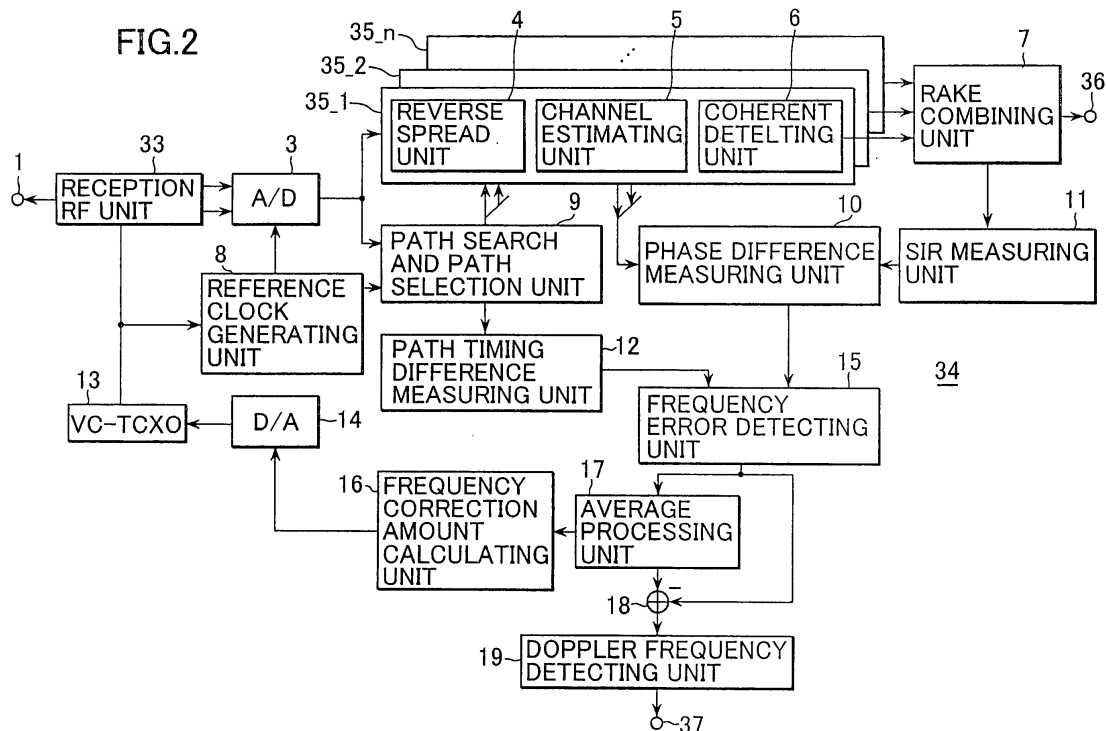 FIG.2
35_n
35_2
35_1
4
5
6
7
REVERSE
SPREAD
UNIT
CHANNEL
ESTIMATING
UNIT
COHERENT
DETELTING
UNIT
RAKE
COMBINING
UNIT
36
1
33
3
RECEPTION
RF UNIT
A/D
8
REFERENCE
CLOCK
GENERATING
UNIT
9
PATH SEARCH
AND PATH
SELECTION UNIT
10
PHASE DIFFERENCE
MEASURING UNIT
11
SIR MEASURING
UNIT
PATH TIMING
DIFFERENCE
MEASURING UNIT
12
13
VC-TCXO
D/A
14
15
34
FREQUENCY
ERROR DETECTING
UNIT
16
FREQUENCY
CORRECTION
AMOUNT
CALCULATING
UNIT
17
AVERAGE
PROCESSING
UNIT
18
−
19
DOPPLER FREQUENCY
DETECTING UNIT
37